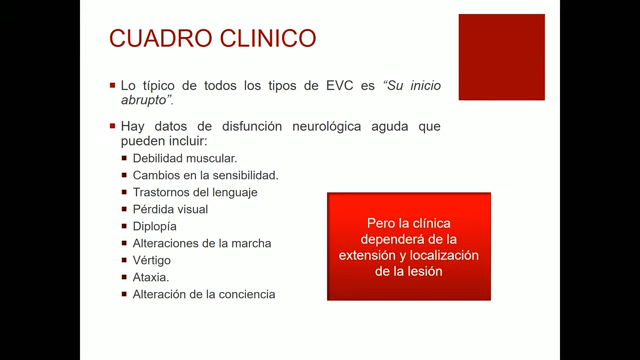 CUADRO CLINICO
Lo típico de todos los tipos de EVC es “Su inicio
abrupto”.
Hay datos de disfunción neurológica aguda que
pueden incluir:
Debilidad muscular.
Cambios en la sensibilidad.
Trastornos del lenguaje
Pérdida visual
Diplopía
Alteraciones de la marcha
Vértigo
Ataxia.
Alteración de la conciencia
Pero la clínica
dependerá de la
extensión y localización
de la lesión